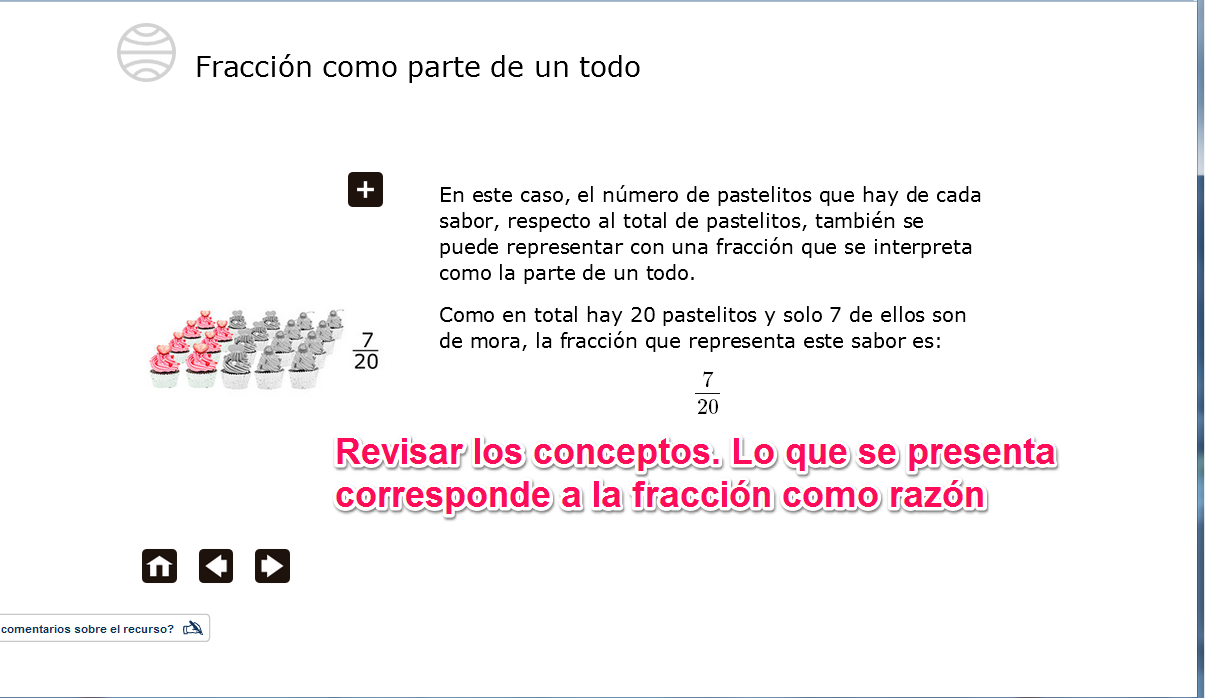 Fracción como parte de un todo
En este caso, el número de pastelitos que hay de cada
sabor, respecto al total de pastelitos, también se
puede representar con una fracción que se interpreta
como la parte de un todo.
Como en total hay 20 pastelitos y solo 7 de ellos son
de mora, la fracción que representa este sabor es:
7
20
7
20
Revisar los conceptos. Lo que se presenta
corresponde a la fracción como razón
comentarios sobre el recurso?